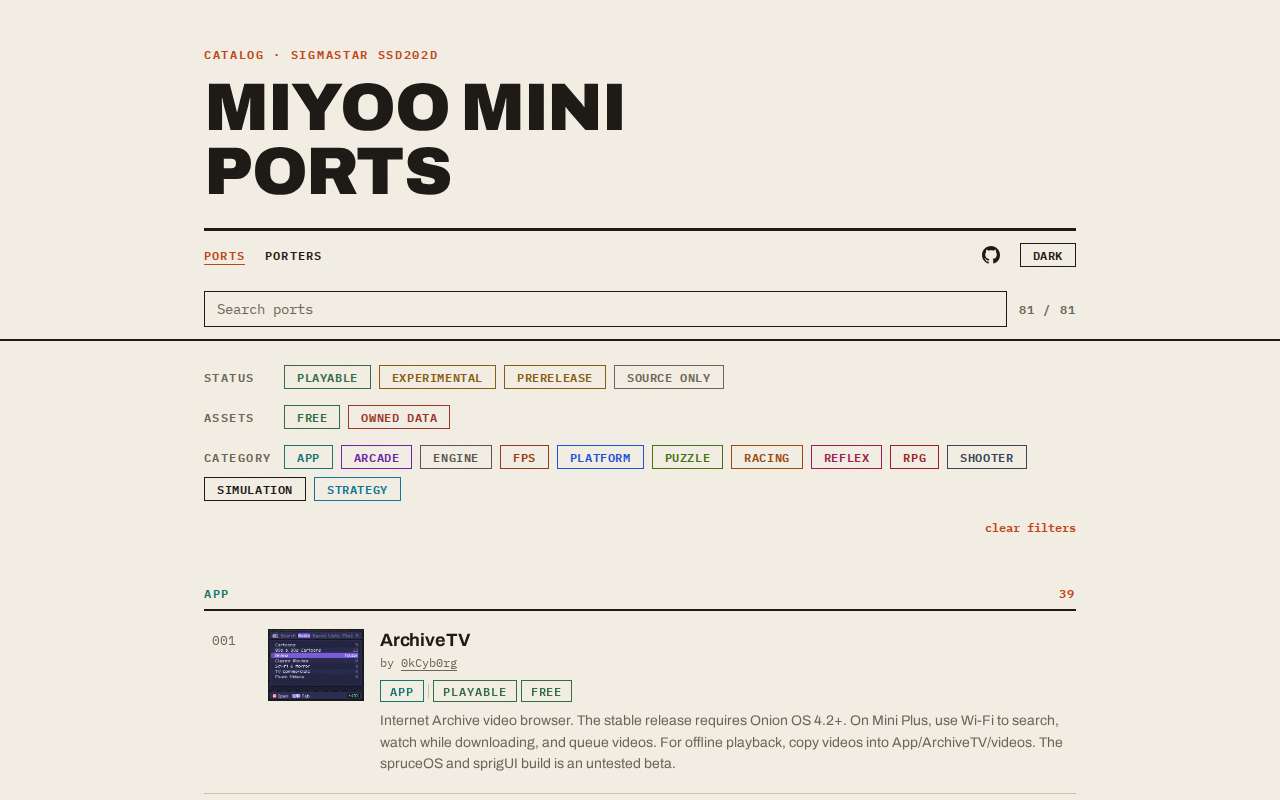 CATALOG · SIGMASTAR SSD202D
MIYOO MINI
PORTS
PORTS PORTERS DARK
Search ports 81 / 81
STATUS PLAYABLE EXPERIMENTAL PRERELEASE SOURCE ONLY
ASSETS FREE OWNED DATA
CATEGORY APP ARCADE ENGINE FPS PLATFORM PUZZLE RACING REFLEX RPG SHOOTER
SIMULATION STRATEGY
clear filters
APP 39
001 ArchiveTV
by 0kCyb0rg
APP PLAYABLE FREE
Internet Archive video browser. The stable release requires Onion OS 4.2+. On Mini Plus, use Wi-Fi to search,
watch while downloading, and queue videos. For offline playback, copy videos into App/ArchiveTV/videos. The
spruceOS and sprigUI build is an untested beta.